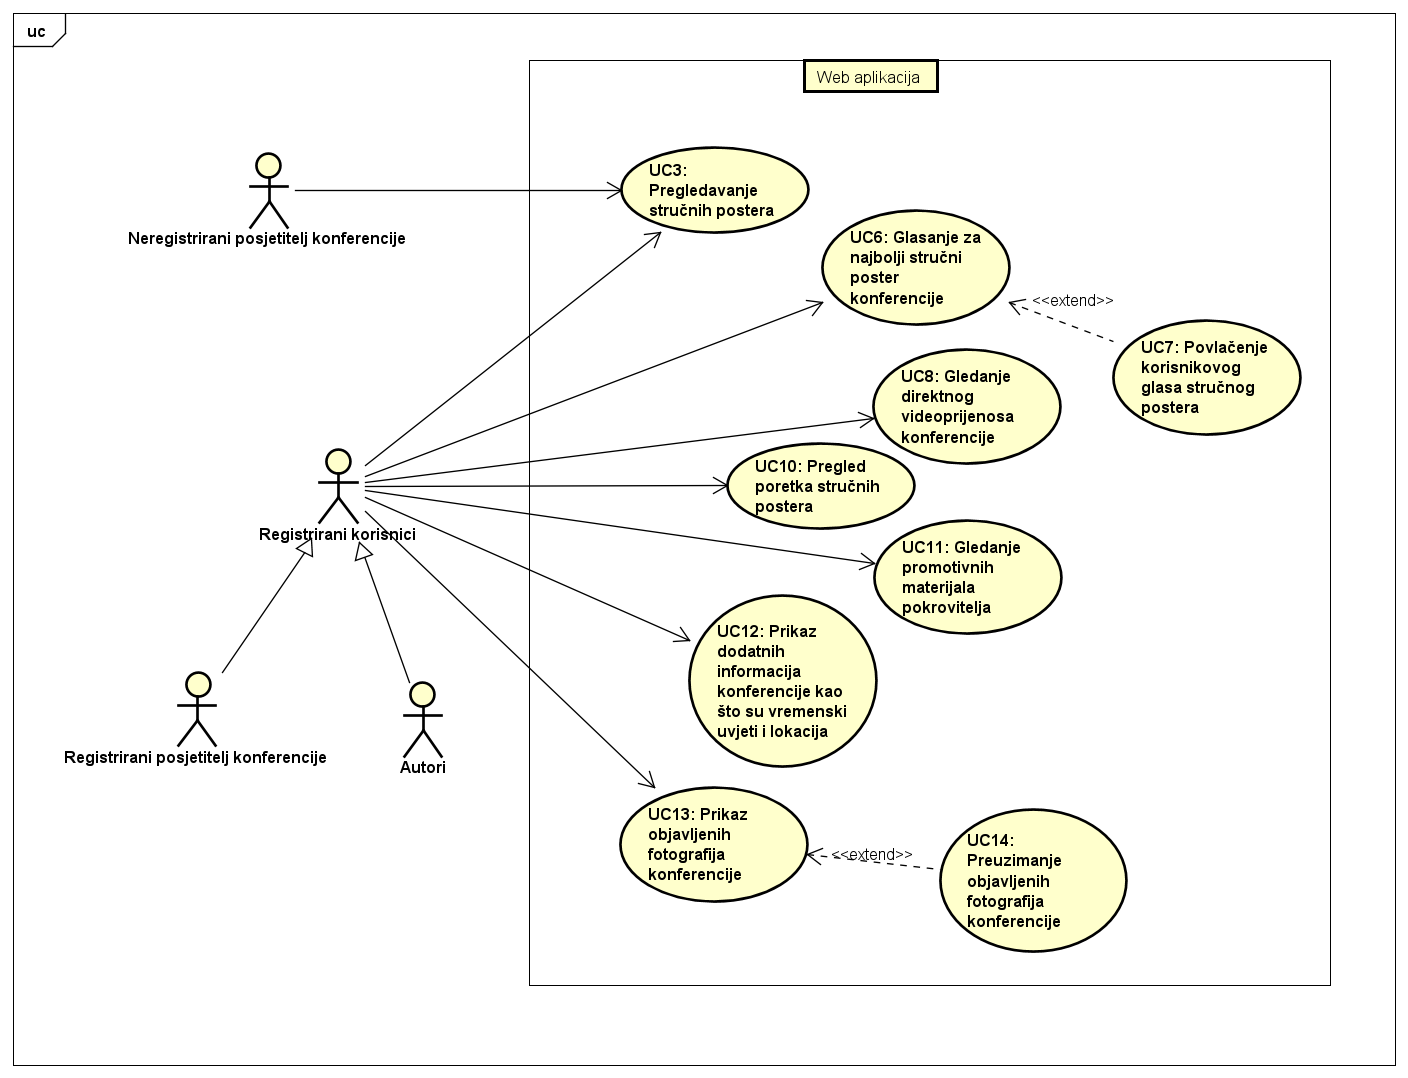 uc
Web aplikacija
Neregistrirani posjetitelj konferencije
UC3:
Pregledavanje
stručnih postera
UC6: Glasanje za
najbolji stručni
poster
konferencije
<<extend>>
UC7: Povlačenje
korisnikovog
glasa stručnog
postera
UC8: Gledanje
direktnog
videoprijenosa
konferencije
Registrirani korisnici
UC10: Pregled
poretka stručnih
postera
UC11: Gledanje
promotivnih
materijala
pokrovitelja
UC12: Prikaz
dodatnih
informacija
konferencije kao
što su vremenski
uvjeti i lokacija
Registrirani posjetitelj konferencije
Autori
UC13: Prikaz
objavljenih
fotografija
konferencije
<<extend>>
UC14:
Preuzimanje
objavljenih
fotografija
konferencije